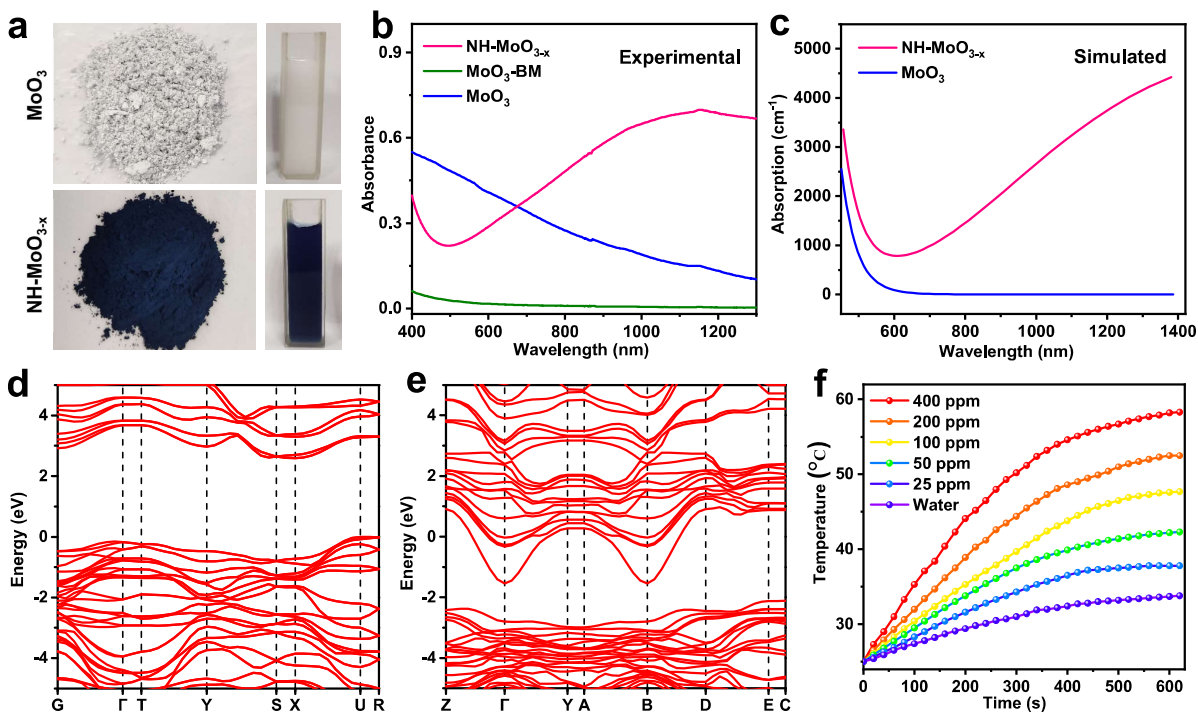 a
MoO3
NH-MoO3-x
b
NH-MoO3-x
MoO3-BM
MoO3
Experimental
0.9
0.6
0.3
0.0
Absorbance
400 600 800 1000 1200
Wavelength (nm)
c
NH-MoO3-x
MoO3
Simulated
5000
4000
3000
2000
1000
0
Absorption (cm-1)
600 800 1000 1200 1400
Wavelength (nm)
d
4
2
0
-2
-4
Energy (eV)
G Γ T Y S X U R
e
4
2
0
-2
-4
Energy (eV)
Z Γ Y A B D E C
f
400 ppm
200 ppm
100 ppm
50 ppm
25 ppm
Water
60
50
40
30
Temperature (°C)
0 100 200 300 400 500 600
Time (s)